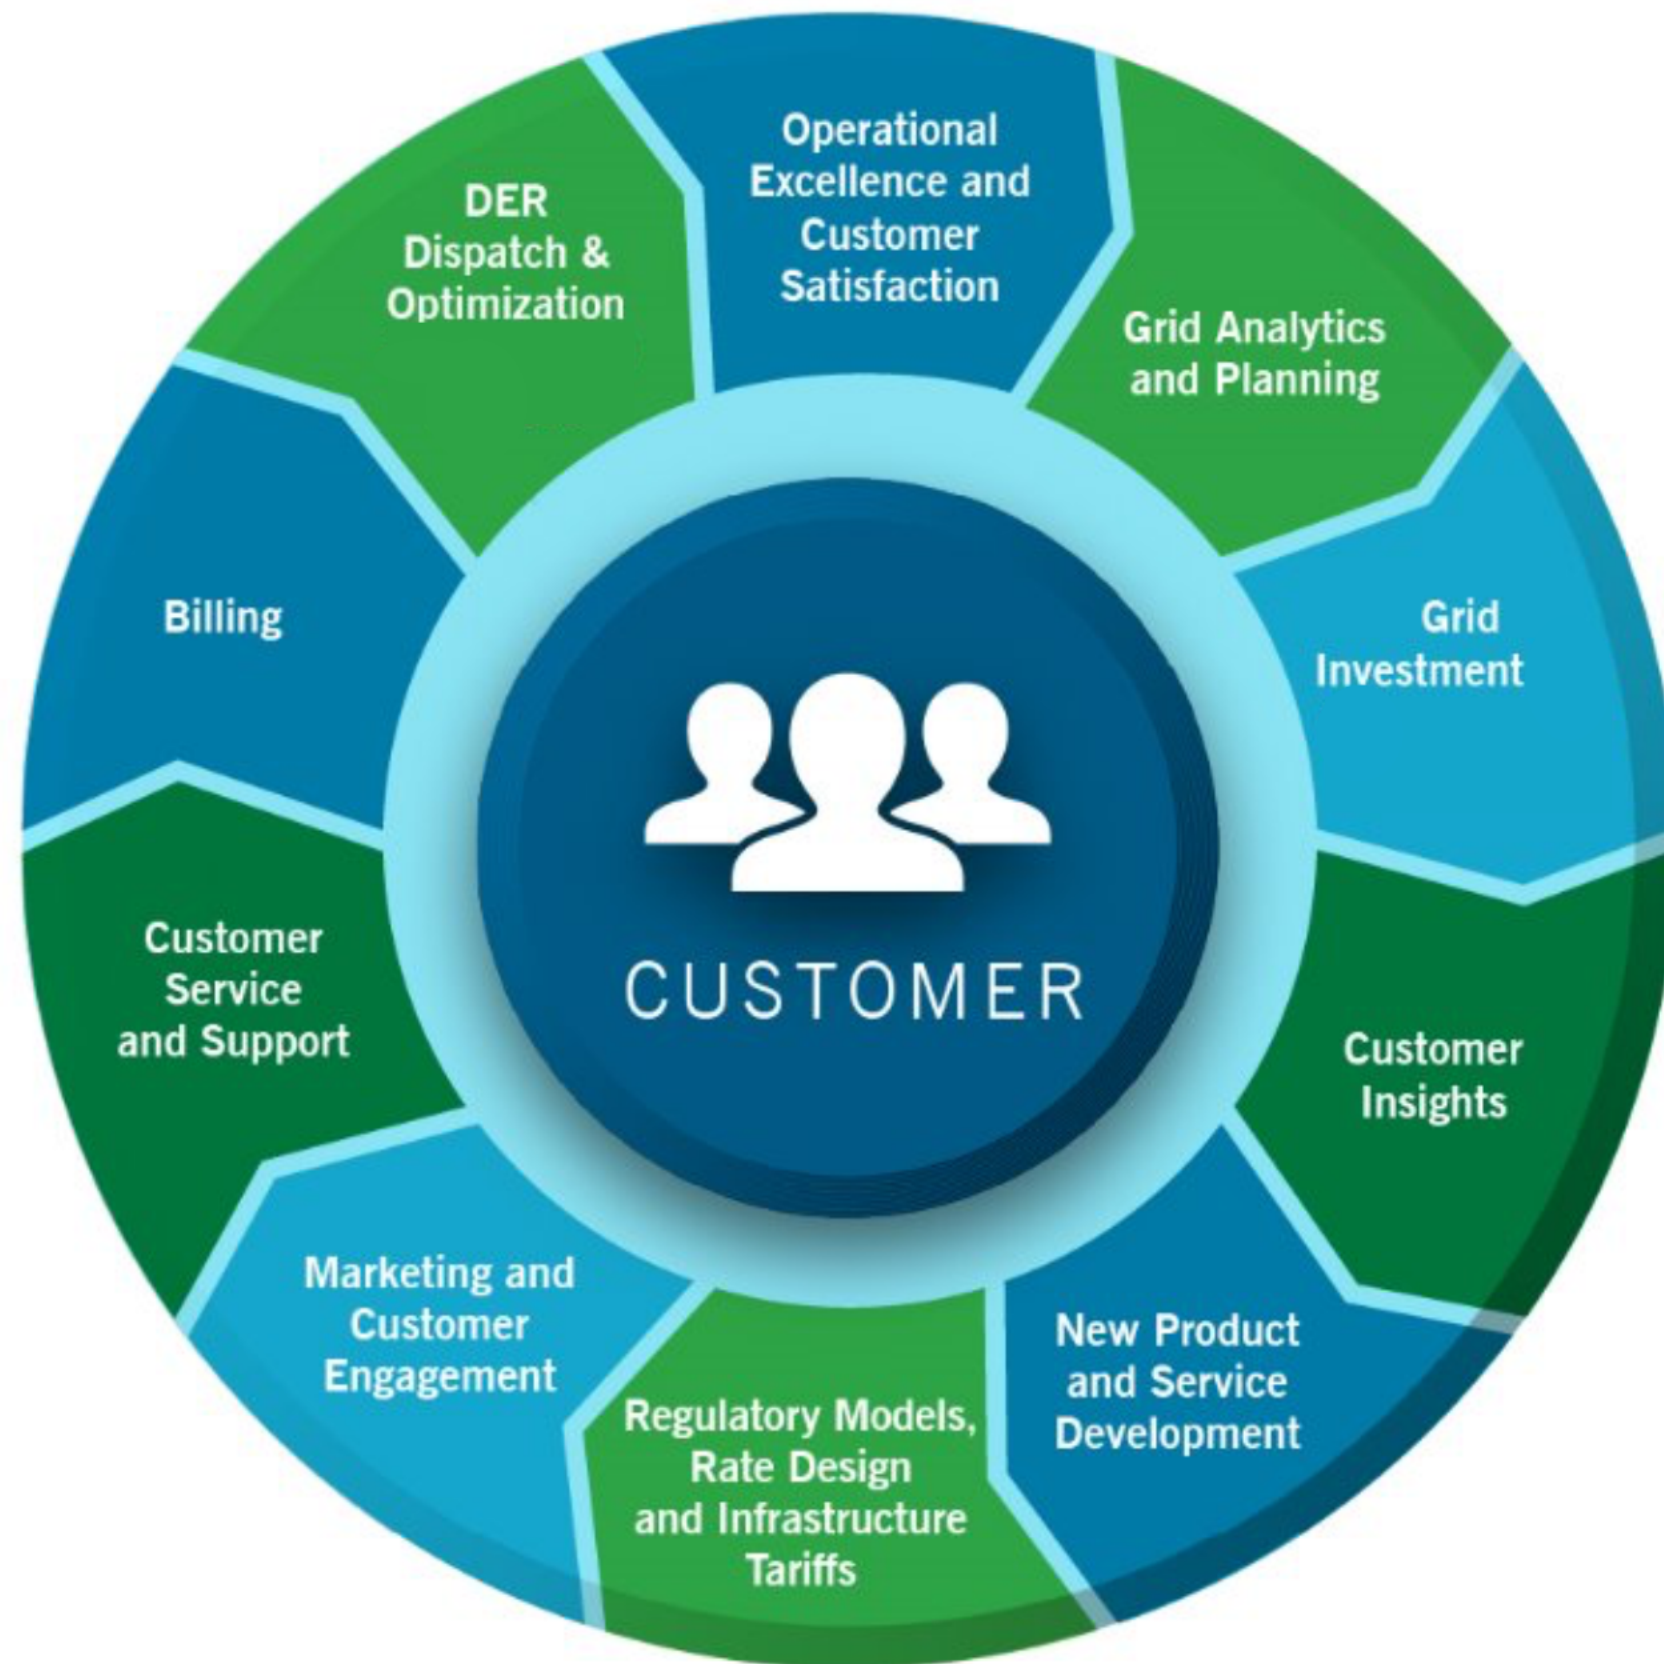 Operational
Excellence and
Customer
Satisfaction
Grid Analytics
and Planning
Grid
Investment
Customer
Insights
New Product
and Service
Development
Regulatory Models,
Rate Design
and Infrastructure
Tariffs
Marketing and
Customer
Engagement
Customer
Service
and Support
Billing
DER
Dispatch &
Optimization
CUSTOMER